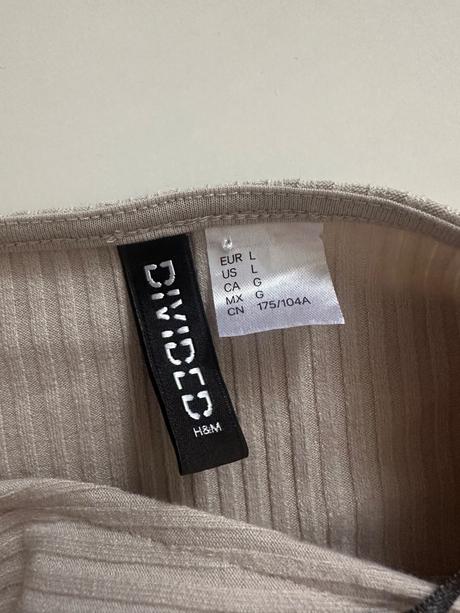 DIVIDED
H&M
EUR L
US L
CA G
MX G
CN 175/104A